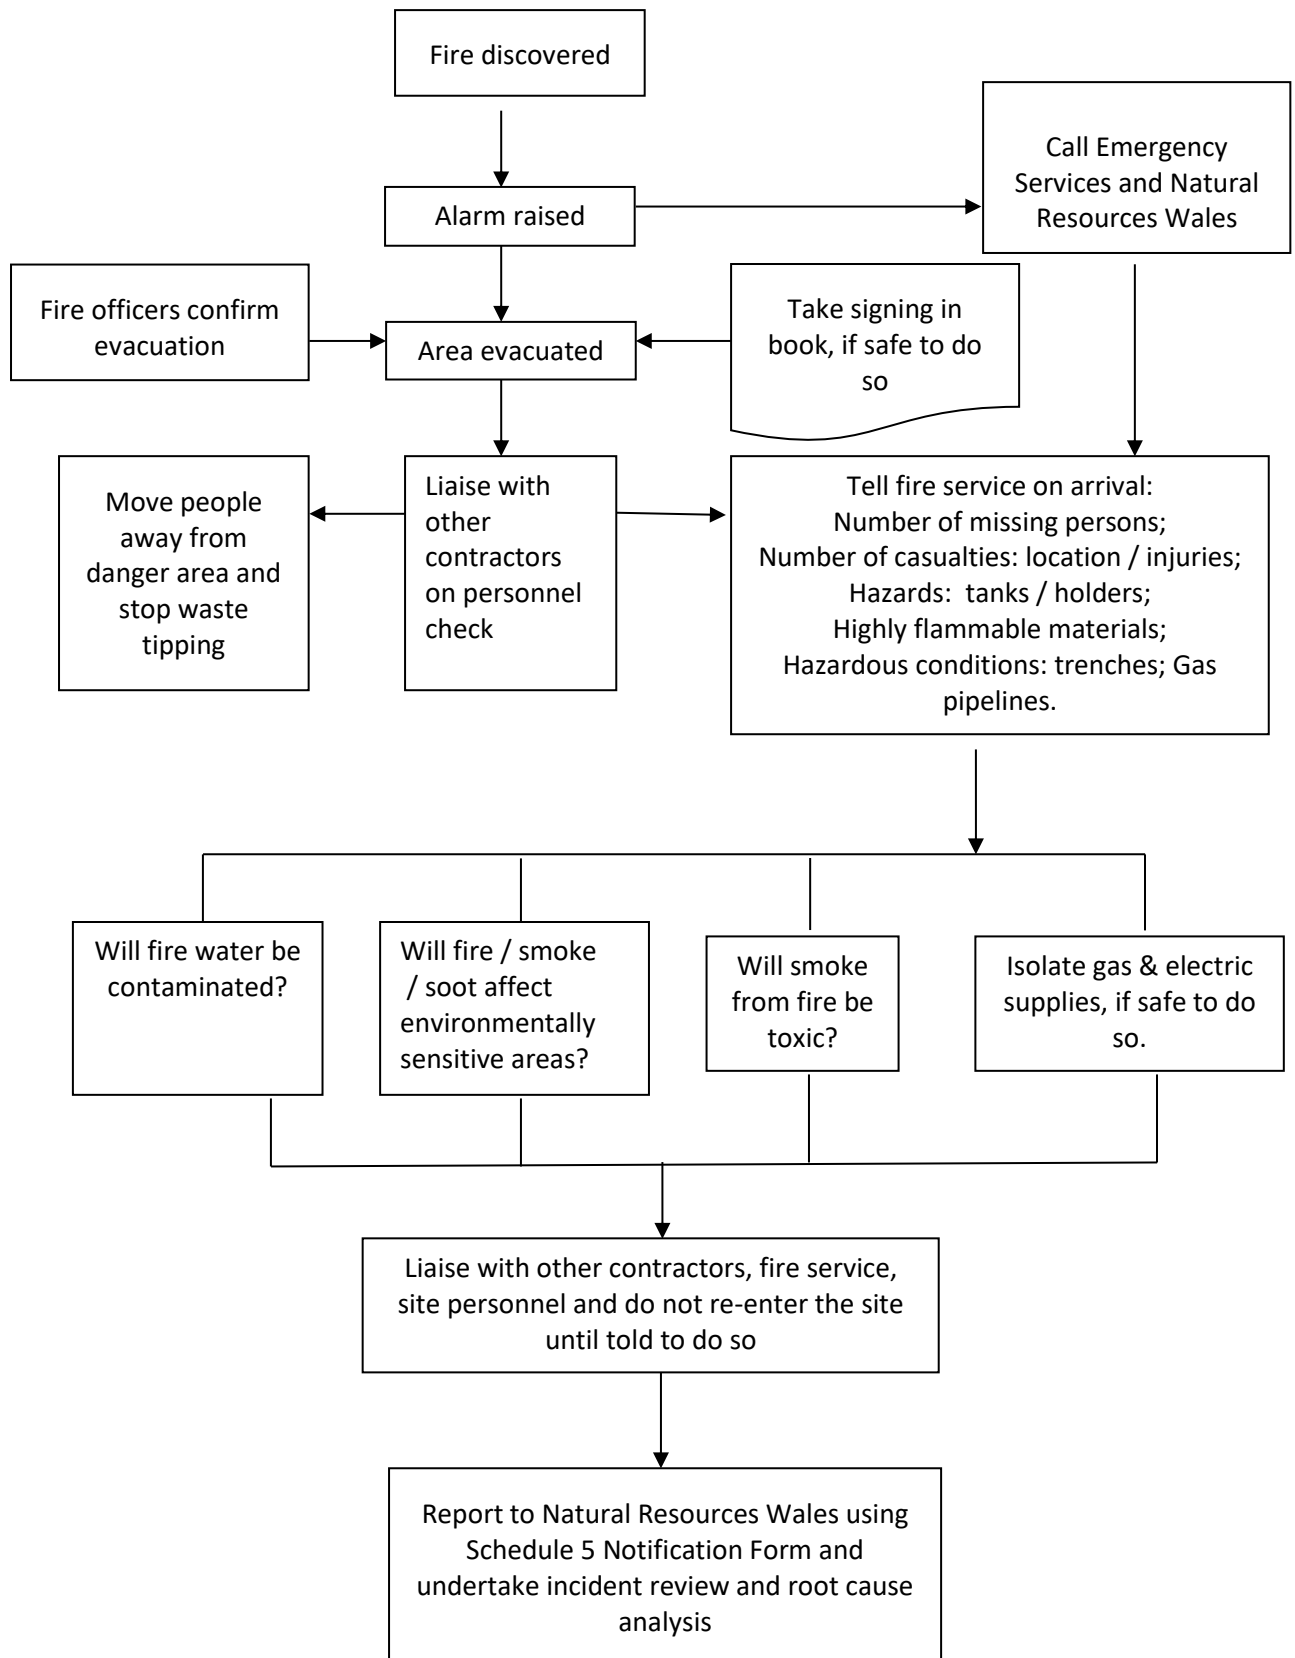 Fire discovered
Call Emergency
Services and Natural
Resources Wales
Alarm raised
Fire officers confirm
evacuation
Area evacuated
Take signing in
book, if safe to do
so
Move people
away from
danger area and
stop waste
tipping
Liaise with
other
contractors
on personnel
check
Tell fire service on arrival:
Number of missing persons;
Number of casualties: location / injuries;
Hazards:  tanks / holders;
Highly flammable materials;
Hazardous conditions: trenches; Gas
pipelines.
Will fire water be
contaminated?
Will fire / smoke
/ soot affect
environmentally
sensitive areas?
Will smoke
from fire be
toxic?
Isolate gas & electric
supplies, if safe to do
so.
Liaise with other contractors, fire service,
site personnel and do not re-enter the site
until told to do so
Report to Natural Resources Wales using
Schedule 5 Notification Form and
undertake incident review and root cause
analysis